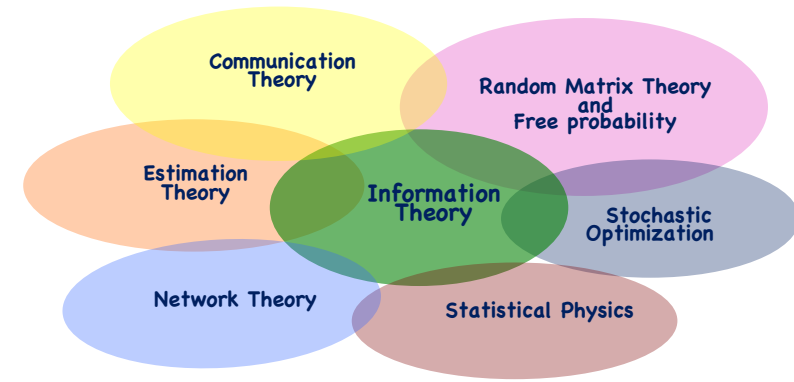 Communication
Theory
Random Matrix Theory
and
Free probability
Estimation
Theory
Information
Theory
Stochastic
Optimization
Network Theory
Statistical Physics